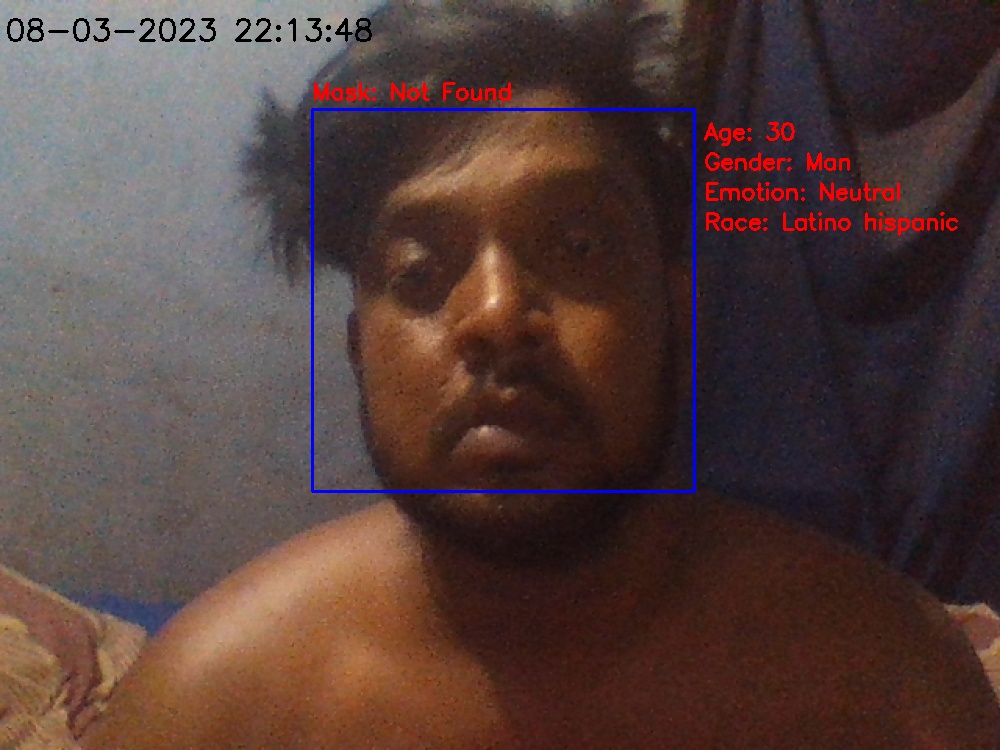 08-03-2023 22:13:48
Mask: Not Found
Age: 30
Gender: Man
Emotion: Neutral
Race: Latino hispanic